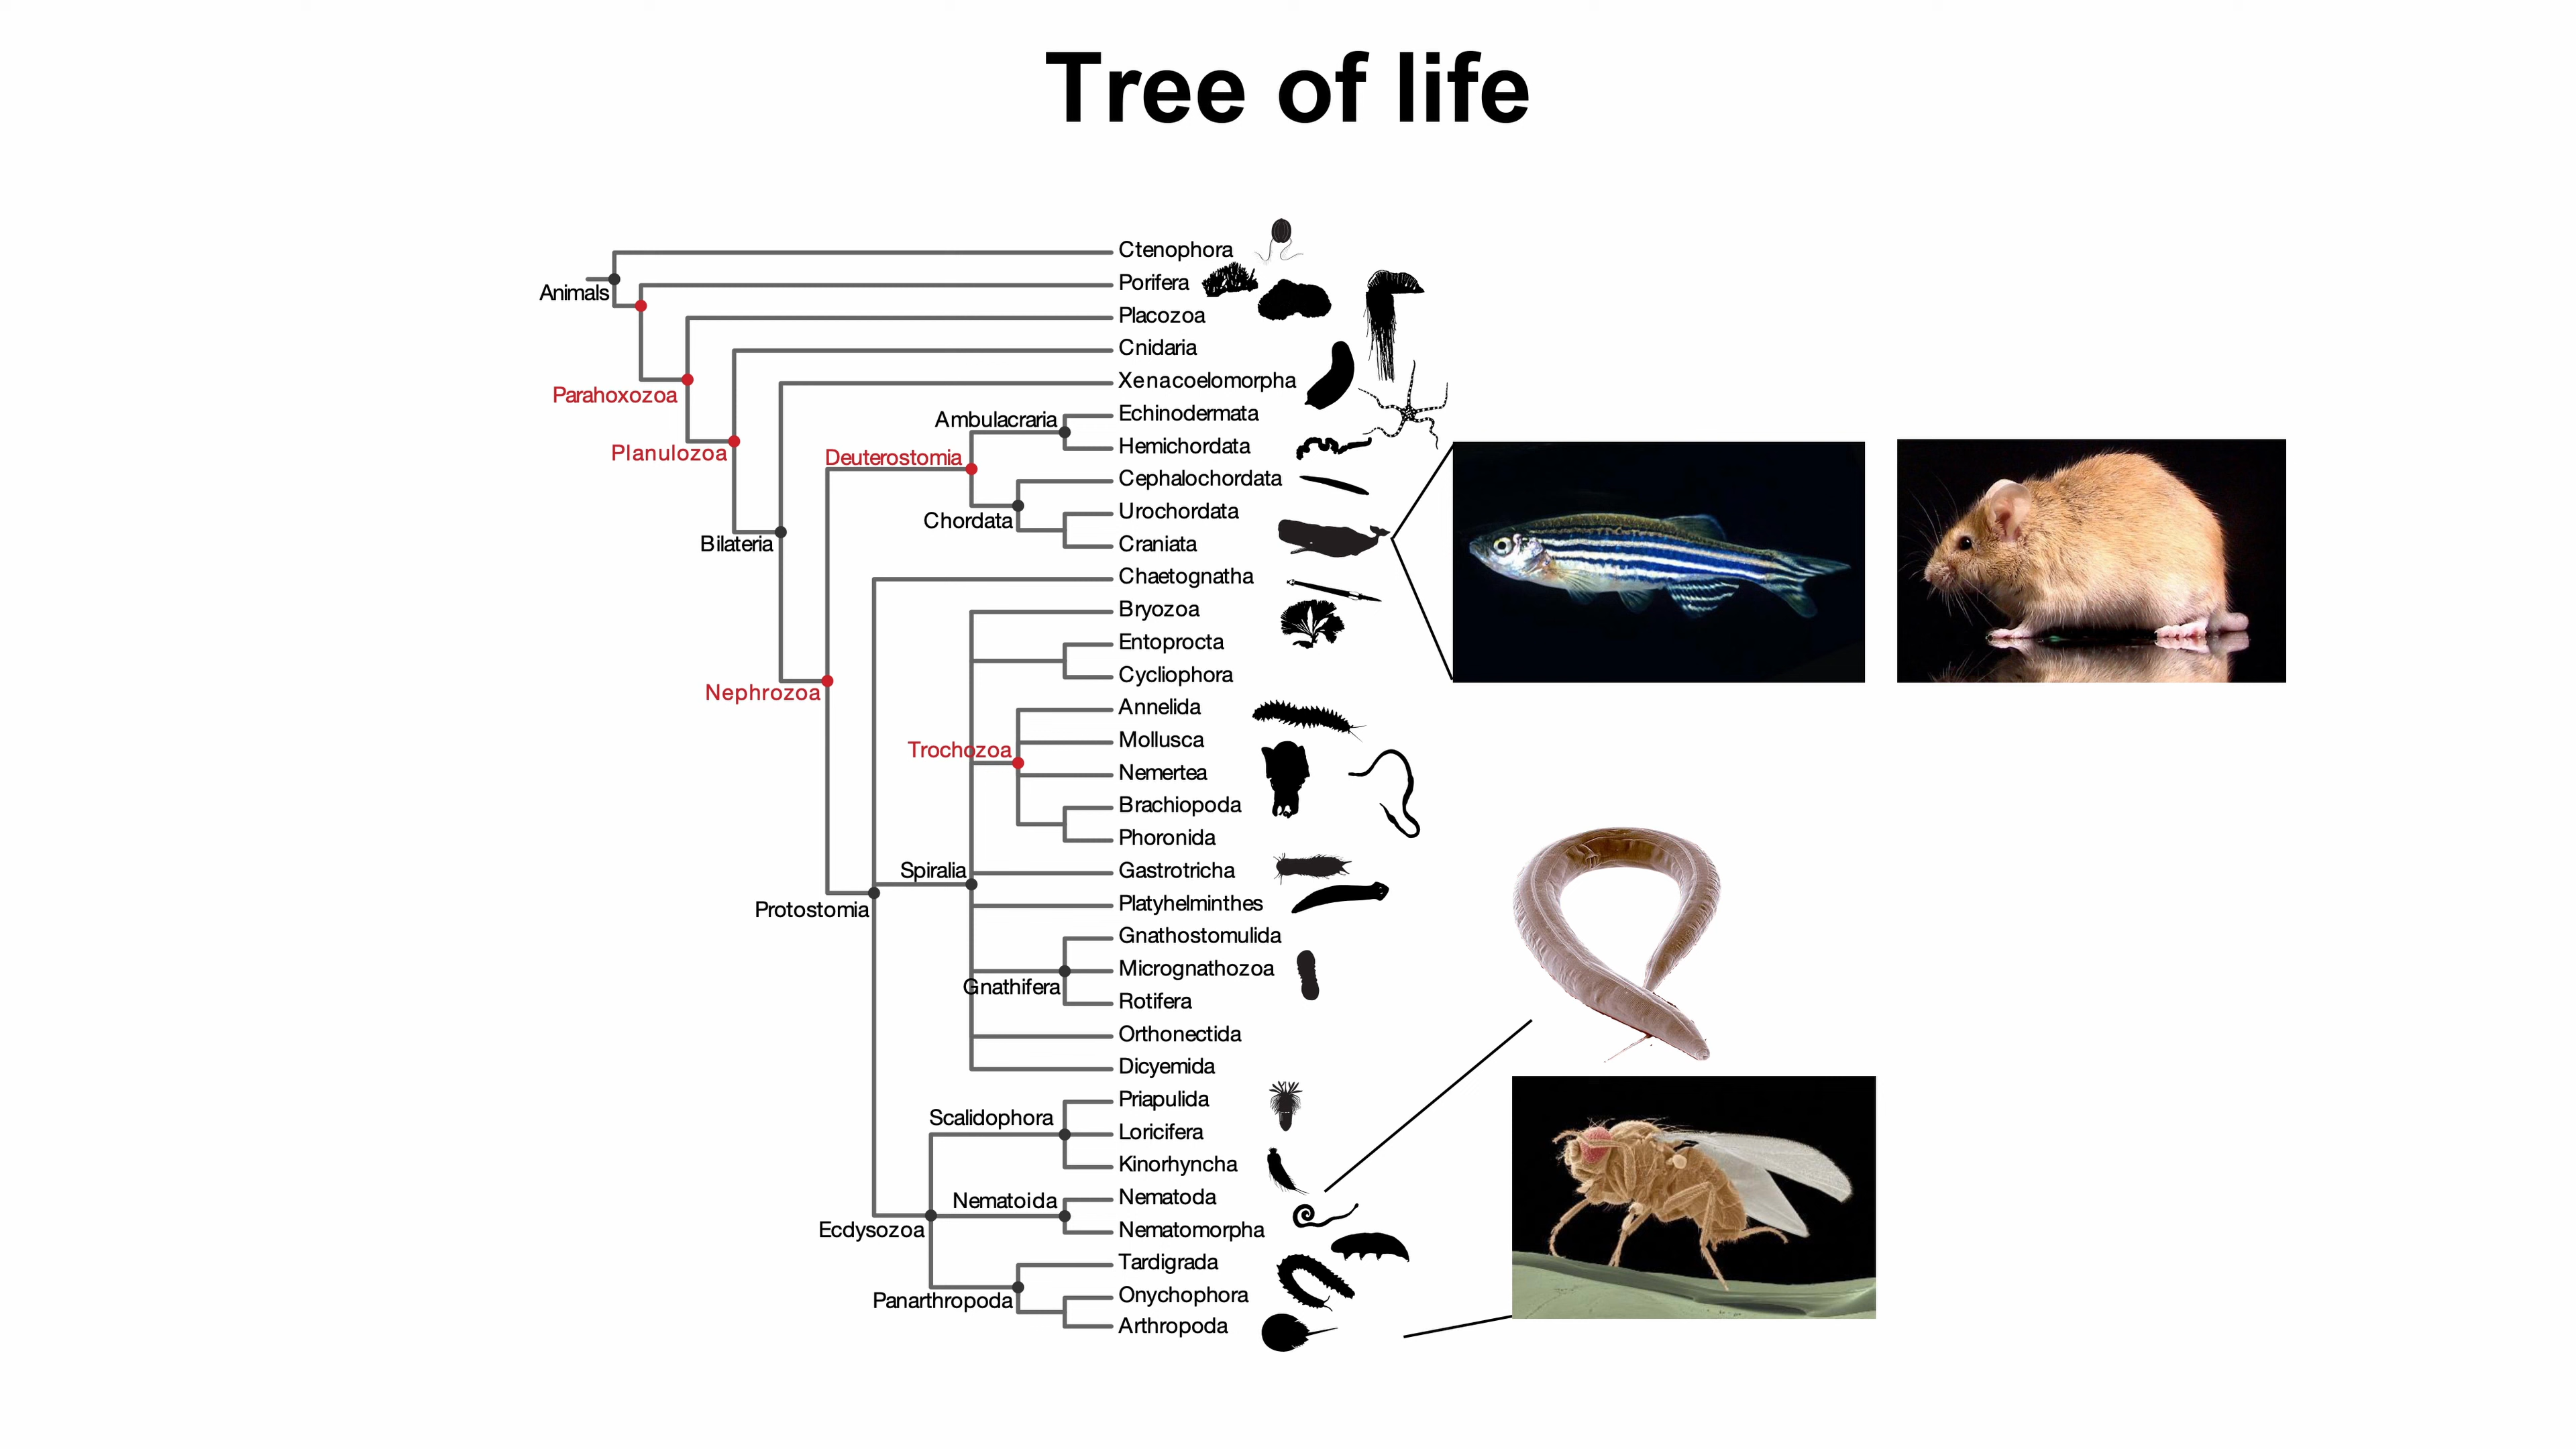 Tree of life
Ctenophora
Porifera
Animals
Placozoa
Cnidaria
Xenacoelomorpha
Parahoxozoa
Ambulacraria
Echinodermata
Hemichordata
Planulozoa
Deuterostomia
Cephalochordata
Urochordata
Chordata
Craniata
Bilateria
Chaetognatha
Bryozoa
Entoprocta
Cycliophora
Nephrozoa
Annelida
Mollusca
Trochozoa
Nemertea
Brachiopoda
Phoronida
Spiralia
Gastrotricha
Platyhelminthes
Protostomia
Gnathostomulida
Micrognathozoa
Gnathifera
Rotifera
Orthonectida
Dicyemida
Priapulida
Scalidophora
Loricifera
Kinorhyncha
Nematoida
Nematoda
Nematomorpha
Ecdysozoa
Tardigrada
Onychophora
Panarthropoda
Arthropoda